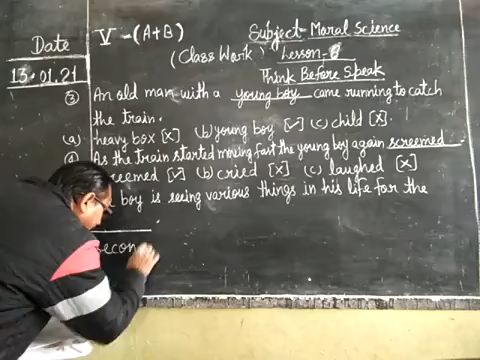 V - (A+B) Subject- Moral Science
Date (Class Work) Lesson-8
13.01.21 Think Before Speak
③ An old man with a young boy came running to catch
the train.
(a) heavy box [x] (b) young boy [✓] (c) child [x].
④ As the train started moving fast the young boy again screemed
reemed [✓] (b) cried [x] (c) laughed [x]
boy is seeing various things in his life for the
secon